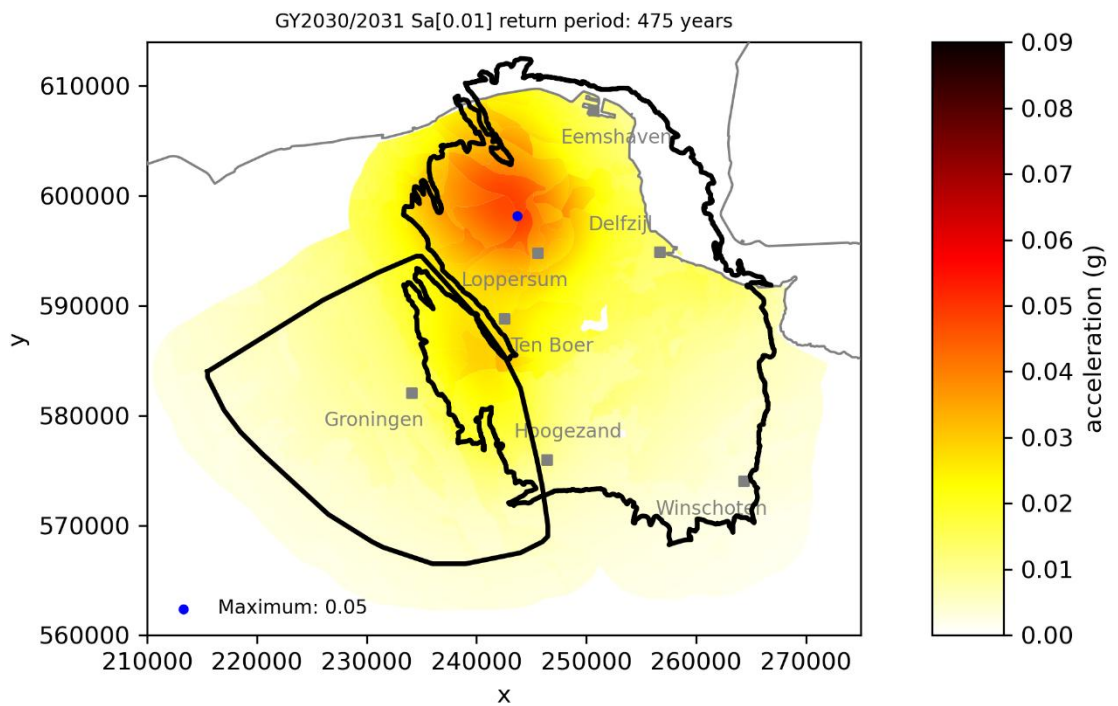 GY2030/2031 Sa[0.01] return period: 475 years
610000
600000
590000
580000
570000
560000
y
210000 220000 230000 240000 250000 260000 270000
x
Eemshaven
Delfzijl
Loppersum
Ten Boer
Groningen
Hoogezand
Winschoten
Maximum: 0.05
0.09
0.08
0.07
0.06
0.05
0.04
0.03
0.02
0.01
0.00
acceleration (g)